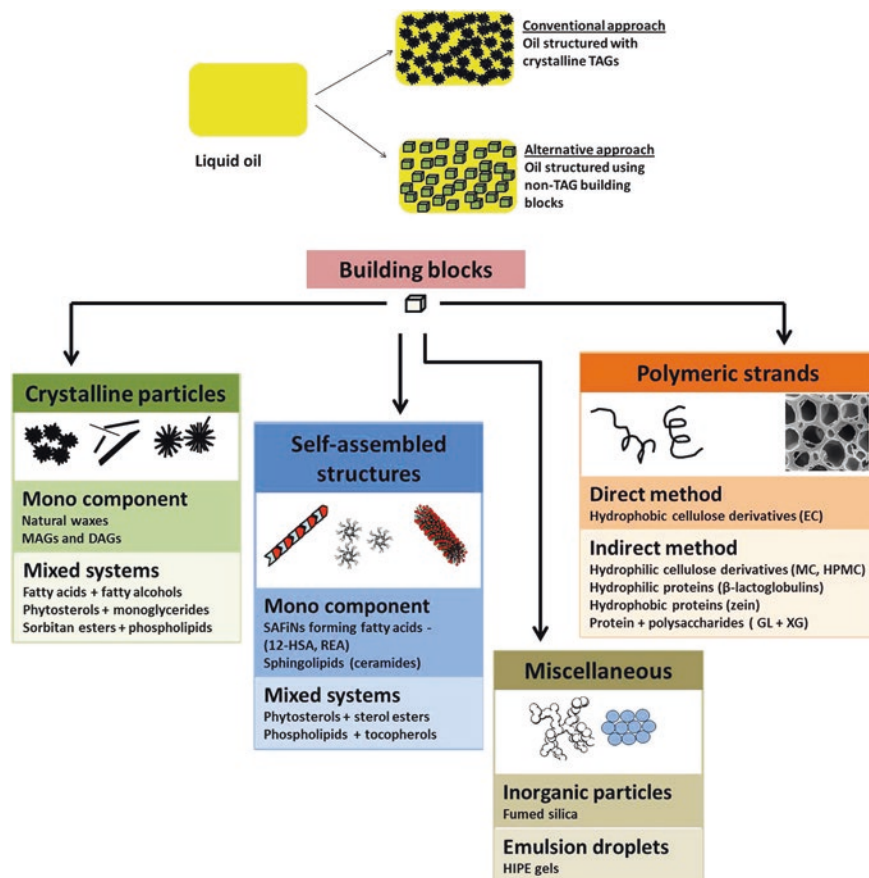 Conventional approach
Oil structured with
crystalline TAGs
Liquid oil
Alternative approach
Oil structured using
non-TAG building
blocks
Building blocks
Crystalline particles
Mono component
Natural waxes
MAGs and DAGs
Mixed systems
Fatty acids + fatty alcohols
Phytosterols + monoglycerides
Sorbitan esters + phospholipids
Self-assembled
structures
Mono component
SAFiNs forming fatty acids -
(12-HSA, REA)
Sphingolipids (ceramides)
Mixed systems
Phytosterols + sterol esters
Phospholipids + tocopherols
Miscellaneous
Inorganic particles
Fumed silica
Emulsion droplets
HIPE gels
Polymeric strands
Direct method
Hydrophobic cellulose derivatives (EC)
Indirect method
Hydrophilic cellulose derivatives (MC, HPMC)
Hydrophilic proteins (β-lactoglobulins)
Hydrophobic proteins (zein)
Protein + polysaccharides ( GL + XG)